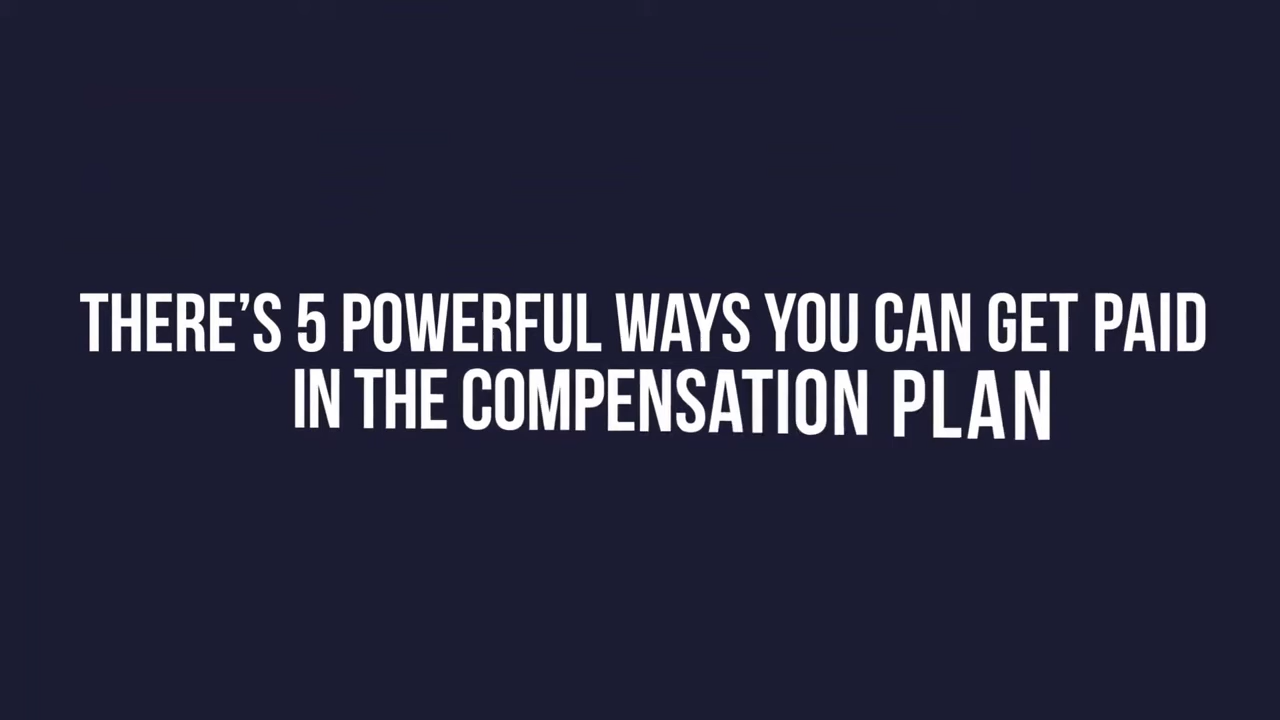 THERE’S 5 POWERFUL WAYS YOU CAN GET PAID
IN THE COMPENSATION PLAN